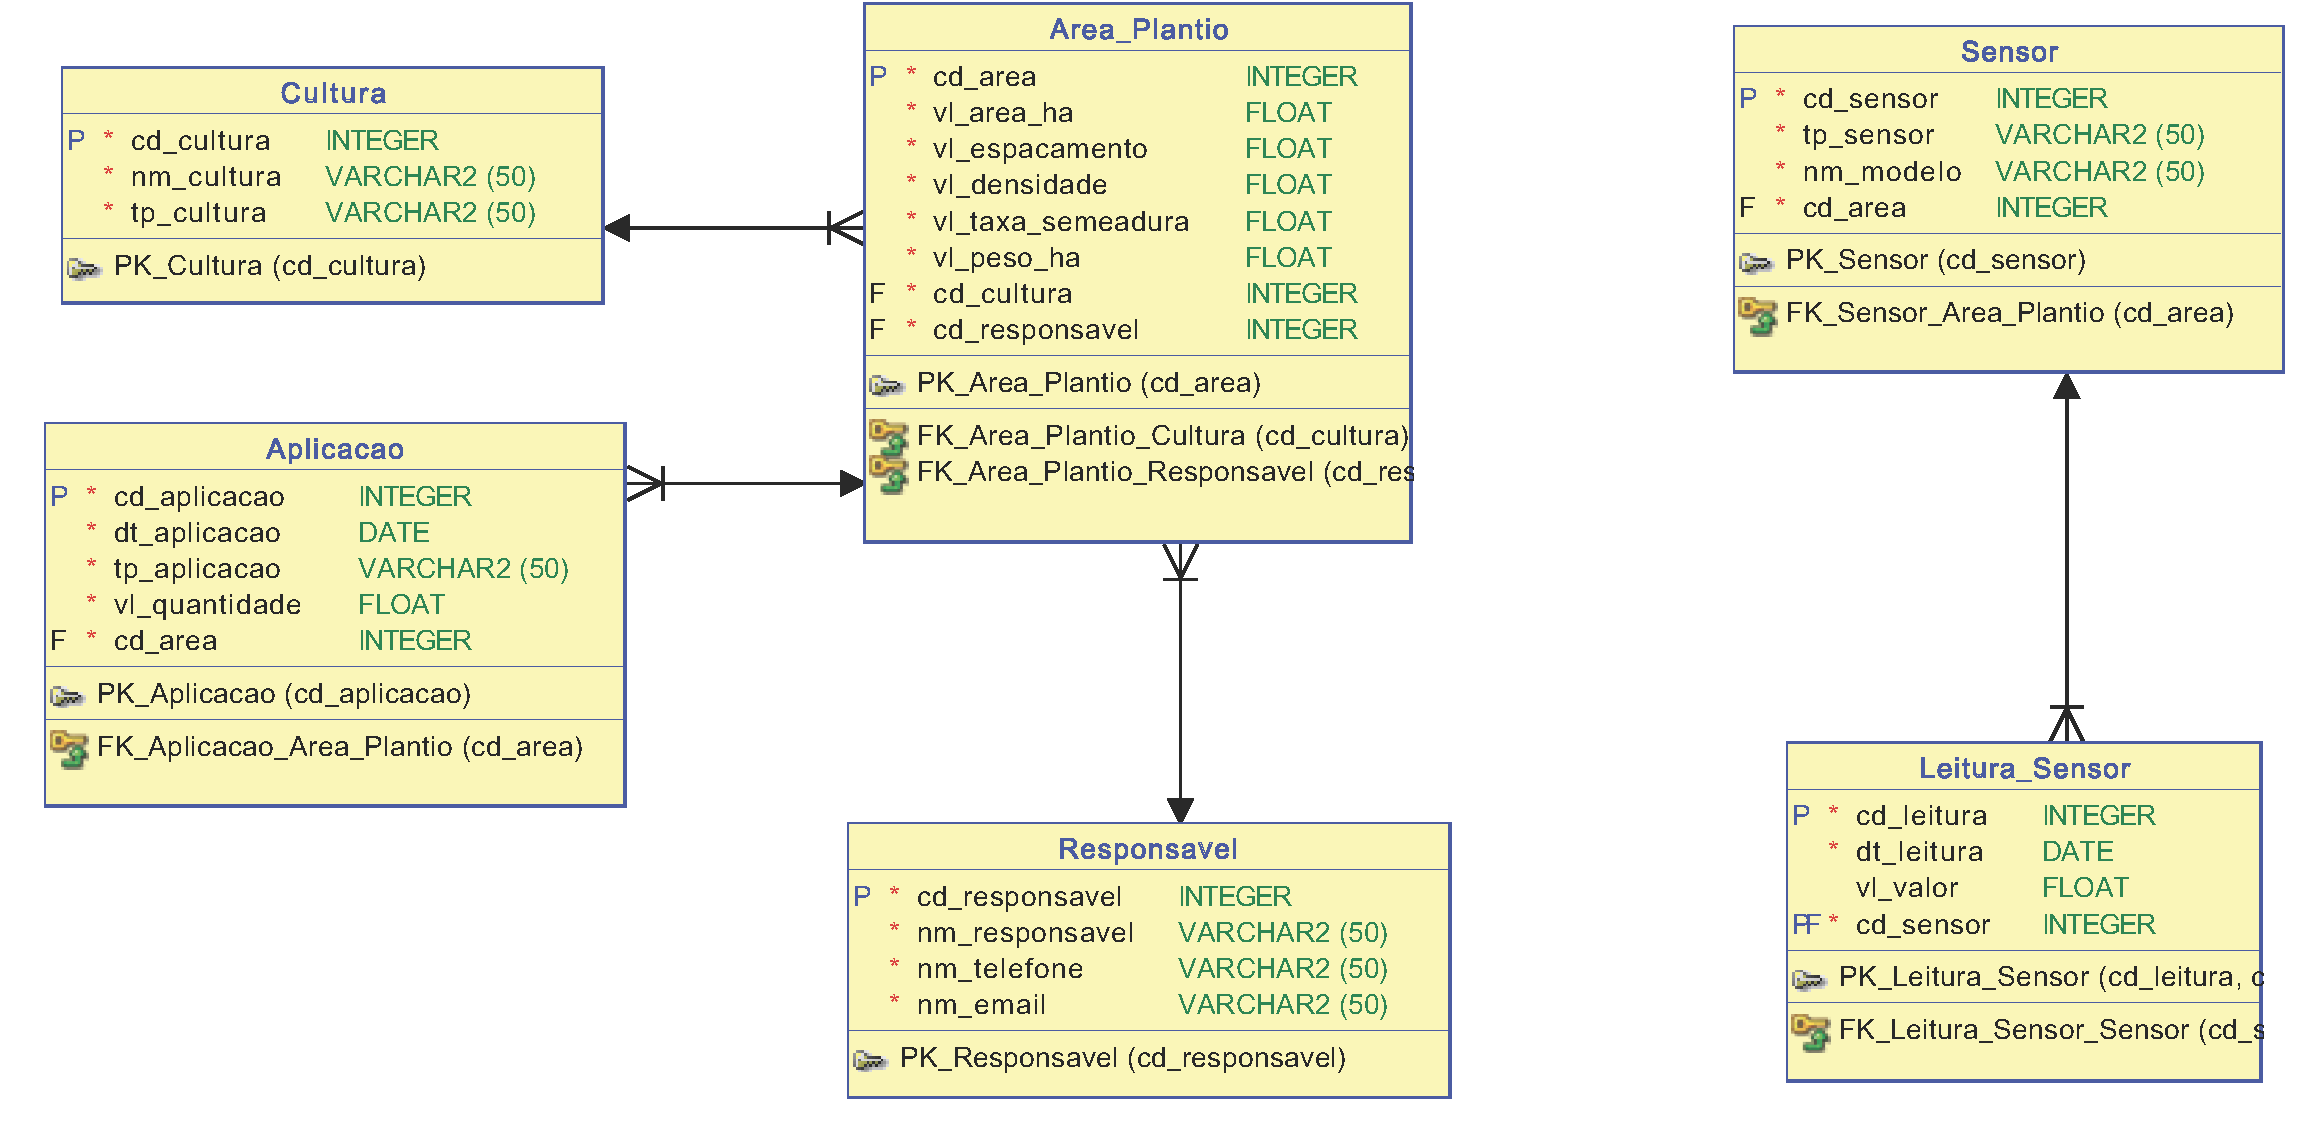 Cultura
P * cd_cultura INTEGER
* nm_cultura VARCHAR2 (50)
* tp_cultura VARCHAR2 (50)
PK_Cultura (cd_cultura)
Area_Plantio
P * cd_area INTEGER
* vl_area_ha FLOAT
* vl_espacamento FLOAT
* vl_densidade FLOAT
* vl_taxa_semeadura FLOAT
* vl_peso_ha FLOAT
F * cd_cultura INTEGER
F * cd_responsavel INTEGER
PK_Area_Plantio (cd_area)
FK_Area_Plantio_Cultura (cd_cultura)
FK_Area_Plantio_Responsavel (cd_res
Sensor
P * cd_sensor INTEGER
* tp_sensor VARCHAR2 (50)
* nm_modelo VARCHAR2 (50)
F * cd_area INTEGER
PK_Sensor (cd_sensor)
FK_Sensor_Area_Plantio (cd_area)
Aplicacao
P * cd_aplicacao INTEGER
* dt_aplicacao DATE
* tp_aplicacao VARCHAR2 (50)
* vl_quantidade FLOAT
F * cd_area INTEGER
PK_Aplicacao (cd_aplicacao)
FK_Aplicacao_Area_Plantio (cd_area)
Responsavel
P * cd_responsavel INTEGER
* nm_responsavel VARCHAR2 (50)
* nm_telefone VARCHAR2 (50)
* nm_email VARCHAR2 (50)
PK_Responsavel (cd_responsavel)
Leitura_Sensor
P * cd_leitura INTEGER
* dt_leitura DATE
vl_valor FLOAT
PF * cd_sensor INTEGER
PK_Leitura_Sensor (cd_leitura, c
FK_Leitura_Sensor_Sensor (cd_s